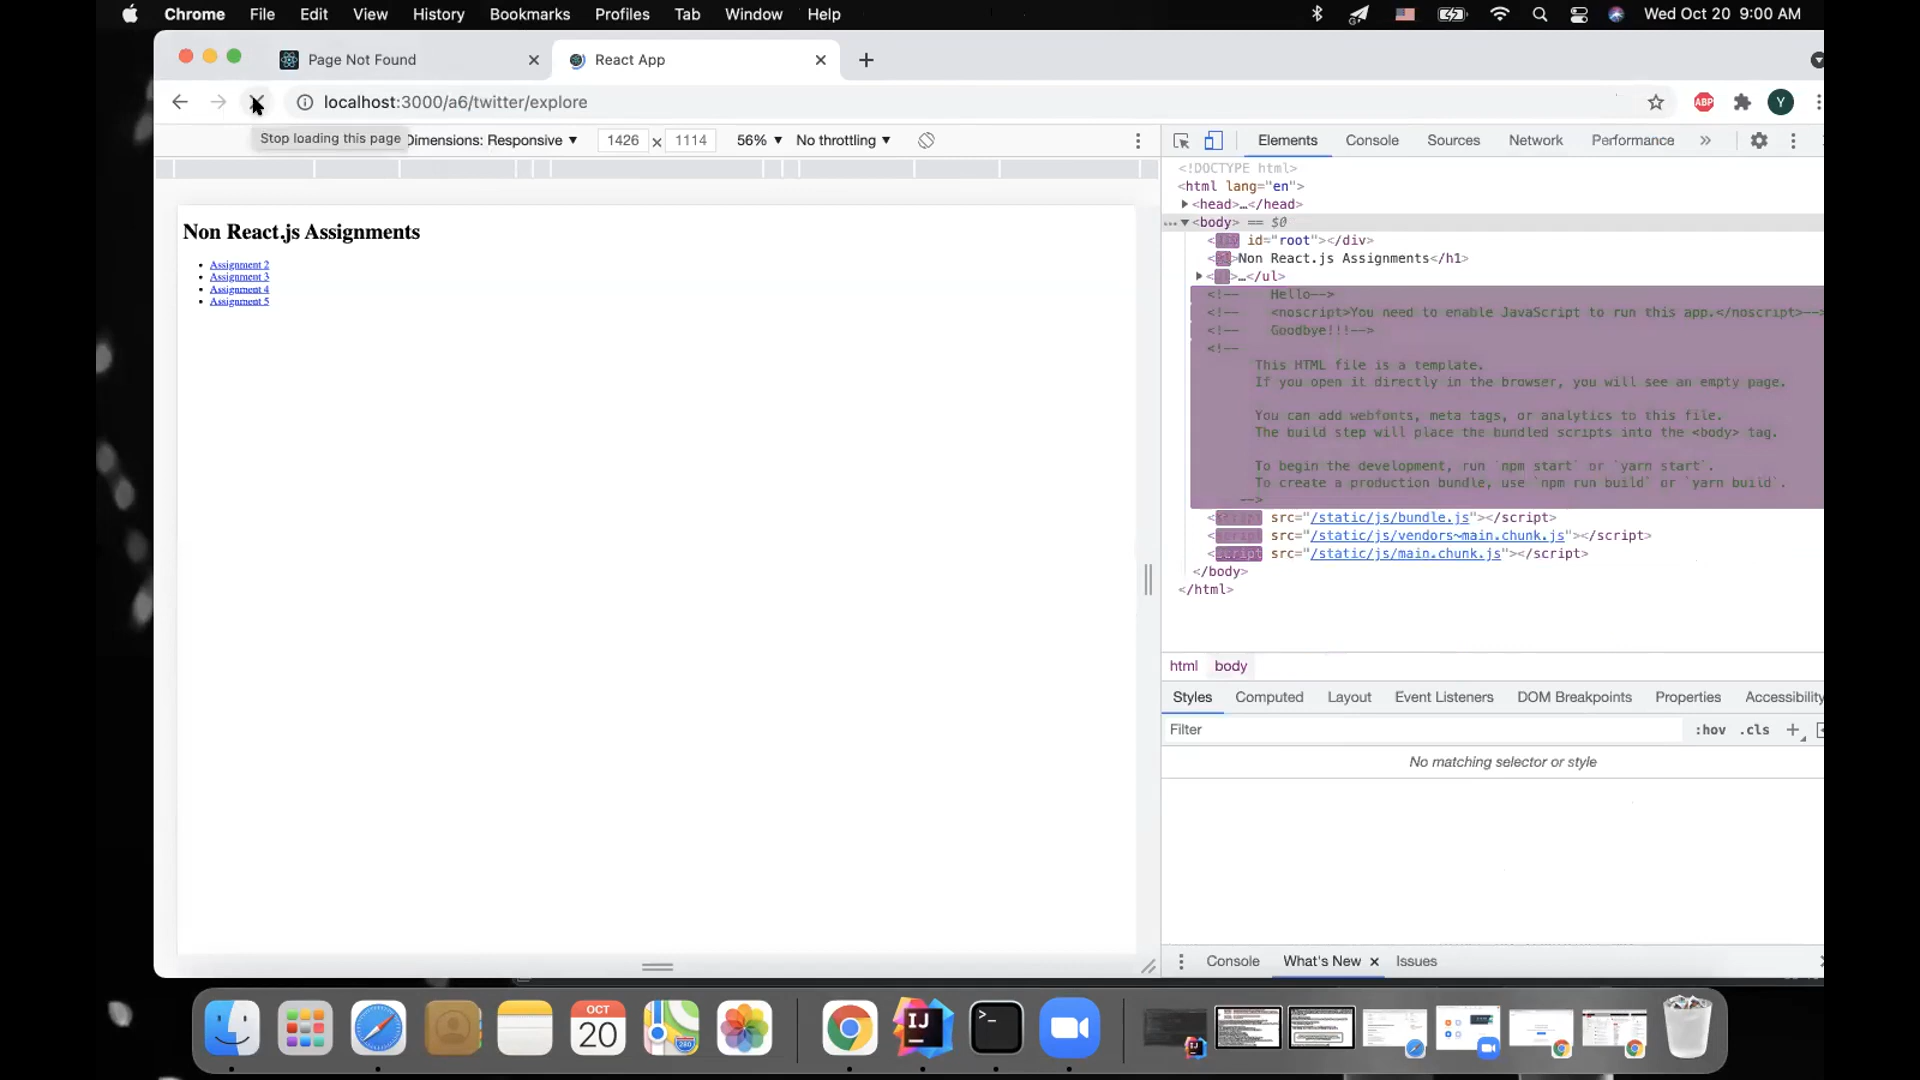 Chrome File Edit View History Bookmarks Profiles Tab Window Help Wed Oct 20 9:00 AM
Page Not Found React App
localhost:3000/a6/twitter/explore ABP Y
Stop loading this page Dimensions: Responsive 1426 x 1114 56% No throttling Elements Console Sources Network Performance
<!DOCTYPE html>
<html lang="en">
<head>…</head>
<body> == $0
id="root"></div>
Non React.js Assignments</h1>
…</ul>
<!-- Hello-->
<!-- <noscript>You need to enable JavaScript to run this app.</noscript>-->
<!-- Goodbye!!!-->
<!--
This HTML file is a template.
If you open it directly in the browser, you will see an empty page.
You can add webfonts, meta tags, or analytics to this file.
The build step will place the bundled scripts into the <body> tag.
To begin the development, run `npm start` or `yarn start`.
To create a production bundle, use `npm run build` or `yarn build`.
-->
<script src="/static/js/bundle.js"></script>
<script src="/static/js/vendors~main.chunk.js"></script>
<script src="/static/js/main.chunk.js"></script>
</body>
</html>
Non React.js Assignments
Assignment 2
Assignment 3
Assignment 4
Assignment 5
html body
Styles Computed Layout Event Listeners DOM Breakpoints Properties Accessibility
Filter :hov .cls
No matching selector or style
Console What's New Issues
OCT
20
280
IJ
>_